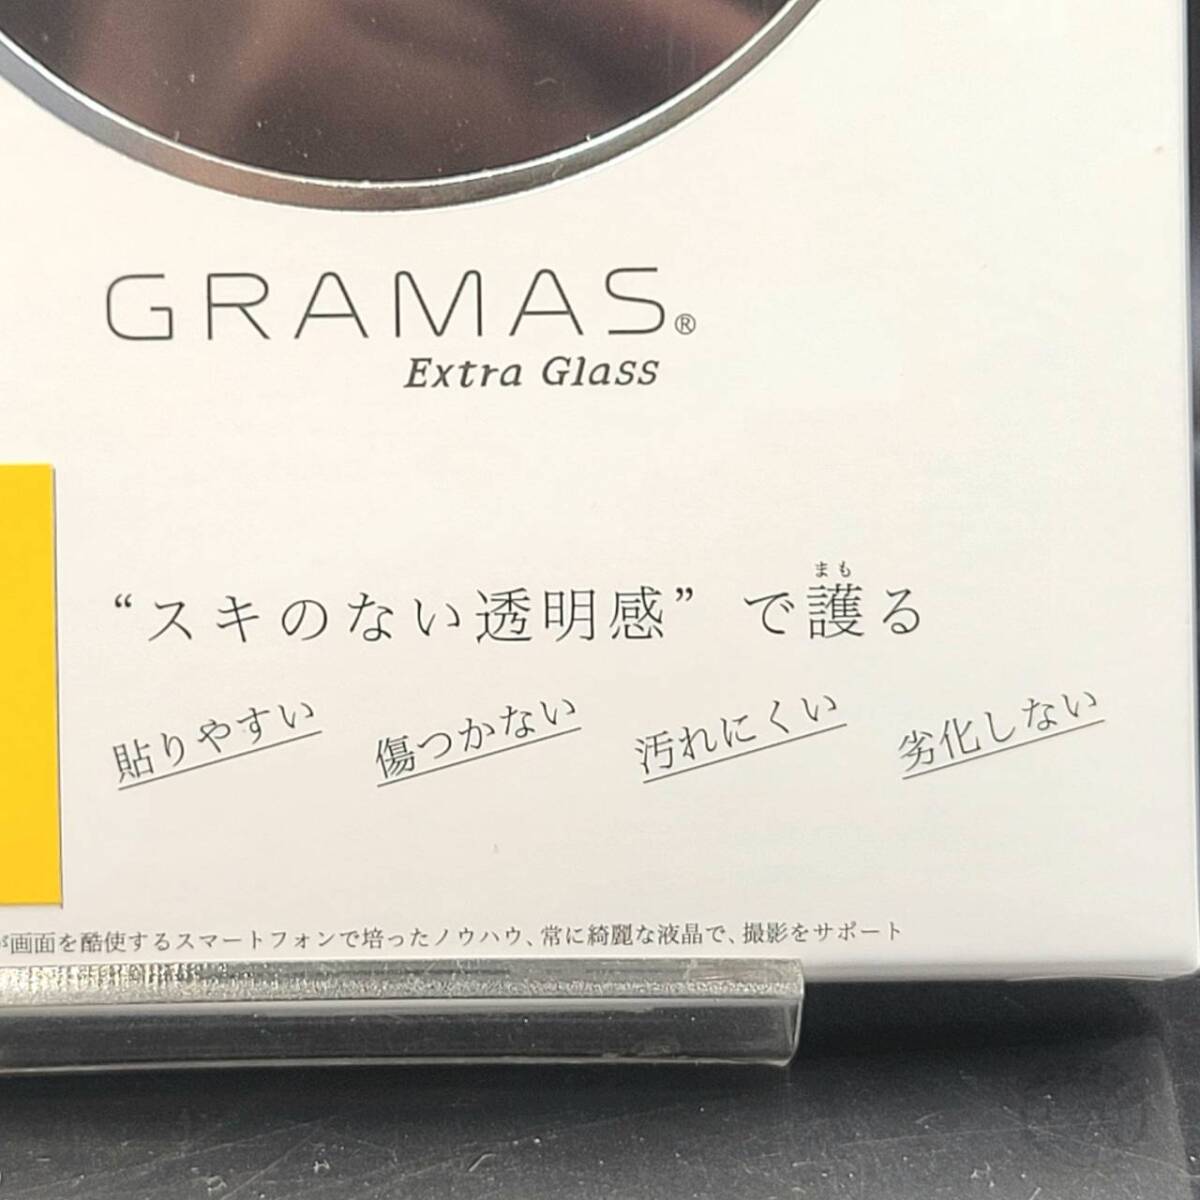 GRAMAS®
Extra Glass
まも
“スキのない透明感” で護る
貼りやすい 傷つかない 汚れにくい 劣化しない
が画面を酷使するスマートフォンで培ったノウハウ、常に綺麗な液晶で、撮影をサポート